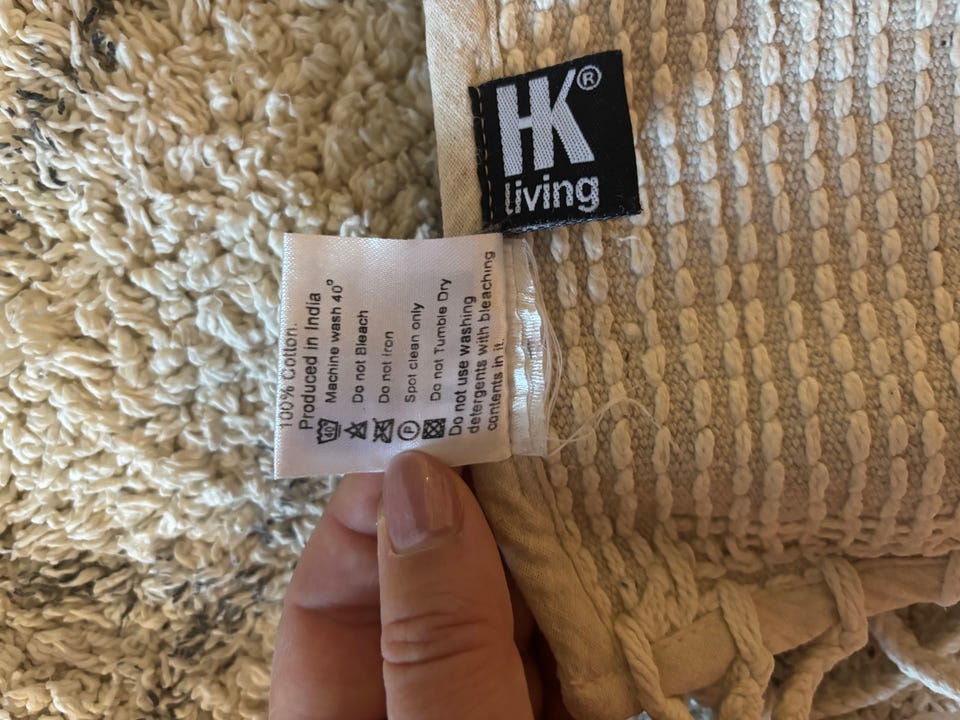 HK®
living
100% Cotton.
Produced in India
40 Machine wash 40°
Do not Bleach
Do not Iron
P Spot clean only
Do not Tumble Dry
Do not use washing
detergents with bleaching
contents in it.